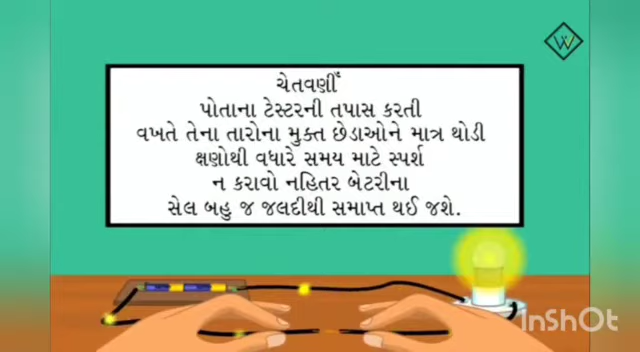 ચેતવણીઁ
પોતાના ટેસ્ટરની તપાસ કરતી
વખતે તેના તારોના મુક્ત છેડાઓને માત્ર થોડી
ક્ષણોથી વધારે સમય માટે સ્પર્શ
ન કરાવો નહિતર બેટરીના
સેલ બહુ જ જલદીથી સમાપ્ત થઈ જશે.
InShOt